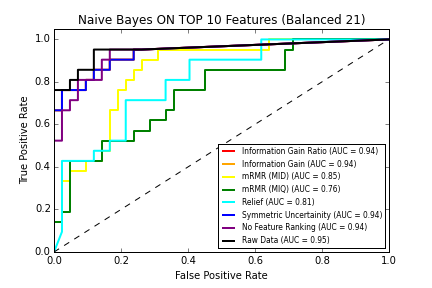 Naive Bayes ON TOP 10 Features (Balanced 21)
True Positive Rate
1.0
0.8
0.6
0.4
0.2
0.0
Information Gain Ratio (AUC = 0.94)
Information Gain (AUC = 0.94)
mRMR (MID) (AUC = 0.85)
mRMR (MIQ) (AUC = 0.76)
Relief (AUC = 0.81)
Symmetric Uncertainity (AUC = 0.94)
No Feature Ranking (AUC = 0.94)
Raw Data (AUC = 0.95)
0.0 0.2 0.4 0.6 0.8 1.0
False Positive Rate